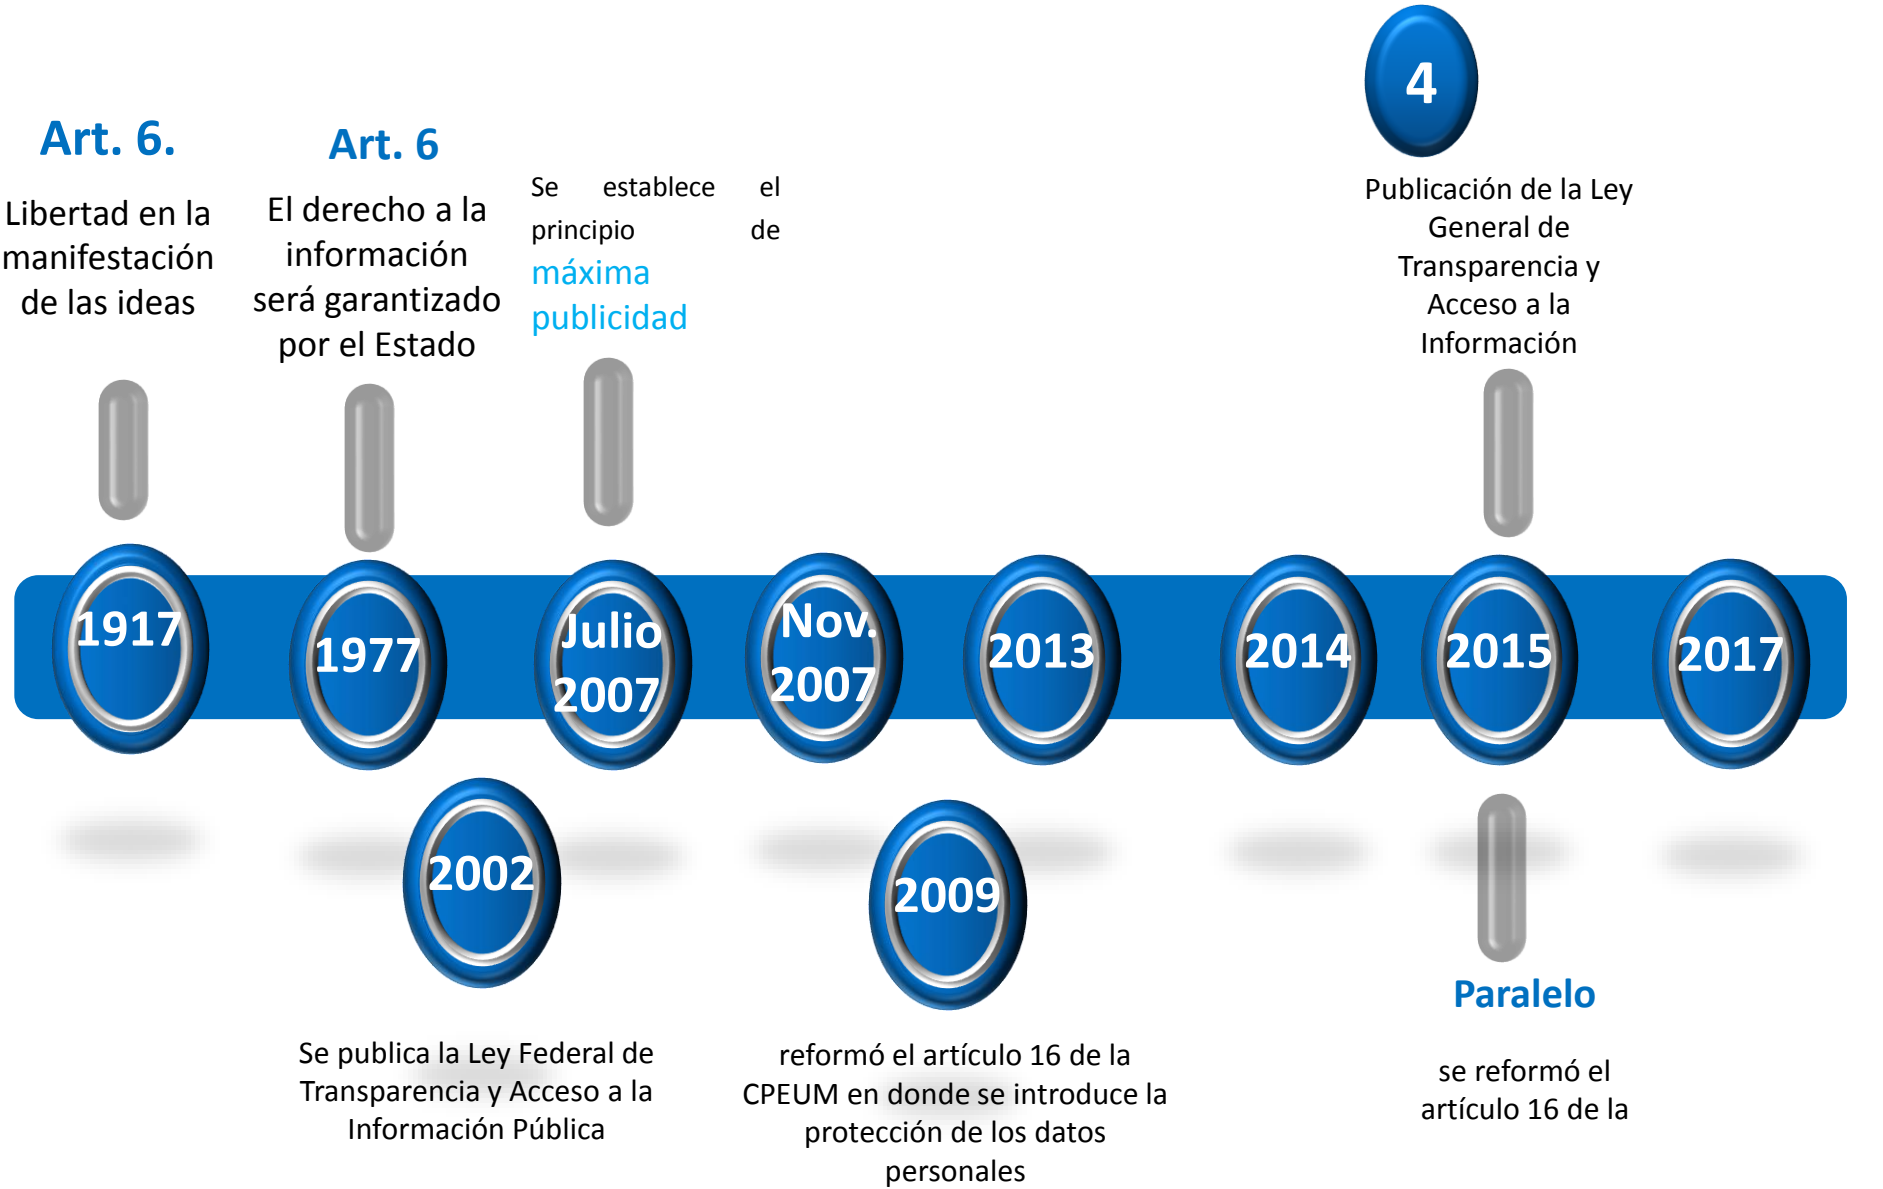 4
Art. 6.
Libertad en la
manifestación
de las ideas
Art. 6
El derecho a la
información
será garantizado
por el Estado
Se establece el
principio de
máxima
publicidad
Publicación de la Ley
General de
Transparencia y
Acceso a la
Información
1917
1977
Julio
2007
Nov.
2007
2013
2014
2015
2017
2002
2009
Se publica la Ley Federal de
Transparencia y Acceso a la
Información Pública
reformó el artículo 16 de la
CPEUM en donde se introduce la
protección de los datos
personales
Paralelo
se reformó el
artículo 16 de la